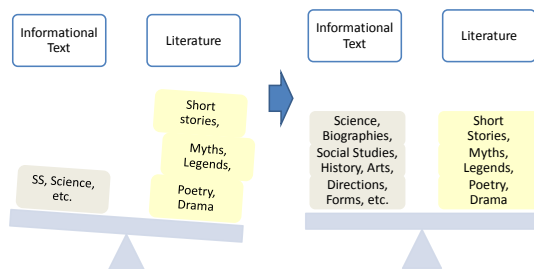 Informational
Text
Literature
Short
stories,
Myths,
Legends,
Poetry,
Drama
SS, Science,
etc.
Informational
Text
Literature
Science,
Biographies,
Social Studies,
History, Arts,
Directions,
Forms, etc.
Short
Stories,
Myths,
Legends,
Poetry,
Drama